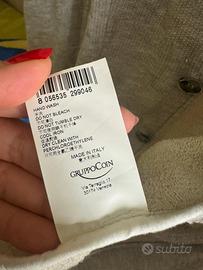 8 056535 299046
HAND WASH
DO NOT BLEACH
DO NOT TUMBLE DRY
COOL IRON
DRY CLEAN WITH
PERCHLOROETHYLENE
MADE IN ITALY
GRUPPOCOIN
Via Terraglio, 17
30174 Venezia
subito